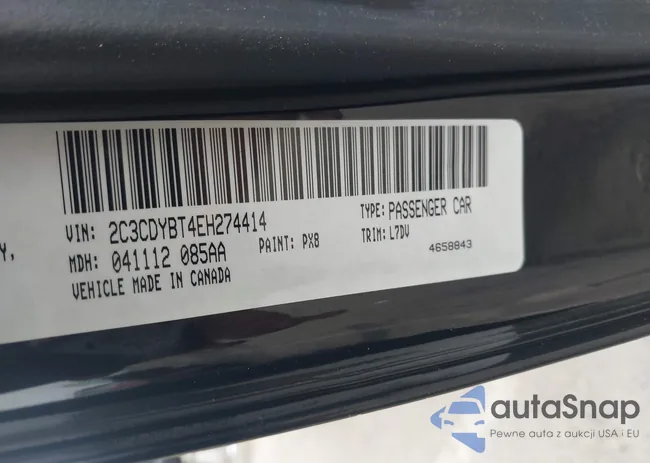 Y,
VIN: 2C3CDYBT4EH274414
TYPE: PASSENGER CAR
MDH: 041112 085AA
PAINT: PX8
TRIM: L7DV
VEHICLE MADE IN CANADA
4658843
autaSnap
Pewne auta z aukcji USA i EU